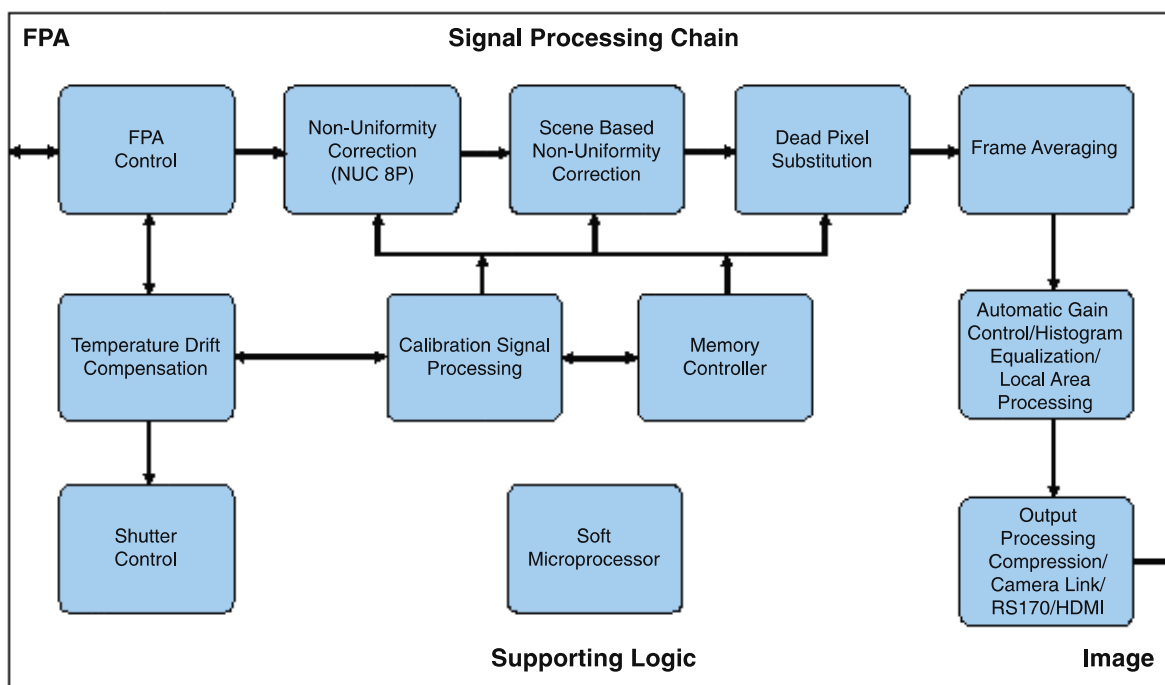 FPA
Signal Processing Chain
FPA
Control
Non-Uniformity
Correction
(NUC 8P)
Scene Based
Non-Uniformity
Correction
Dead Pixel
Substitution
Frame Averaging
Temperature Drift
Compensation
Calibration Signal
Processing
Memory
Controller
Automatic Gain
Control/Histogram
Equalization/
Local Area
Processing
Shutter
Control
Soft
Microprocessor
Output
Processing
Compression/
Camera Link/
RS170/HDMI
Supporting Logic
Image